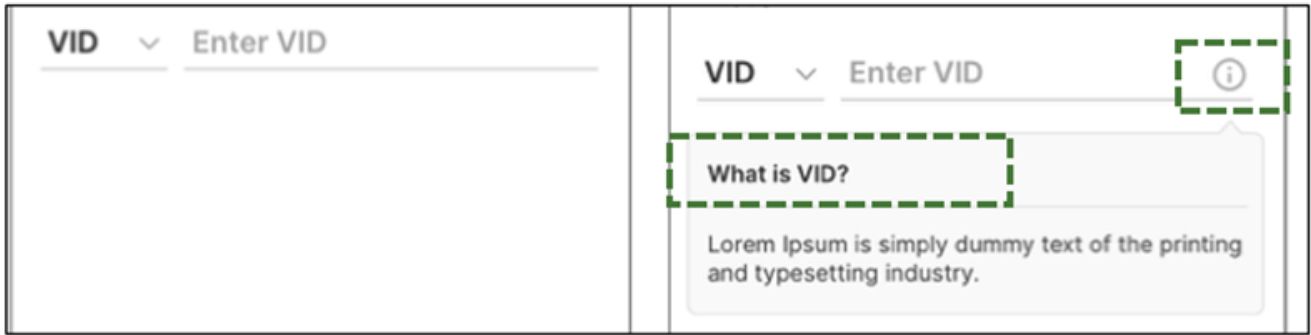 VID Enter VID
VID Enter VID
What is VID?
Lorem Ipsum is simply dummy text of the printing
and typesetting industry.